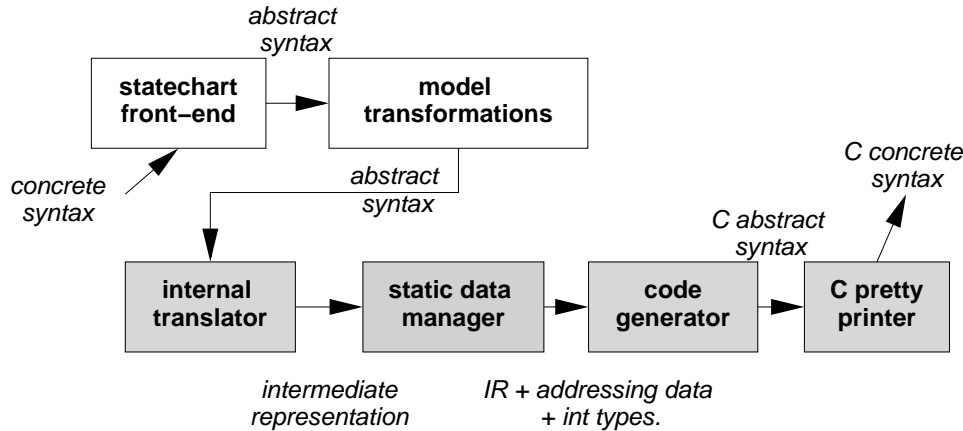 abstract
syntax
statechart
front−end
model
transformations
concrete
syntax
abstract
syntax
C concrete
syntax
C abstract
syntax
internal
translator
static data
manager
code
generator
C pretty
printer
intermediate
representation
IR + addressing data
+ int types.